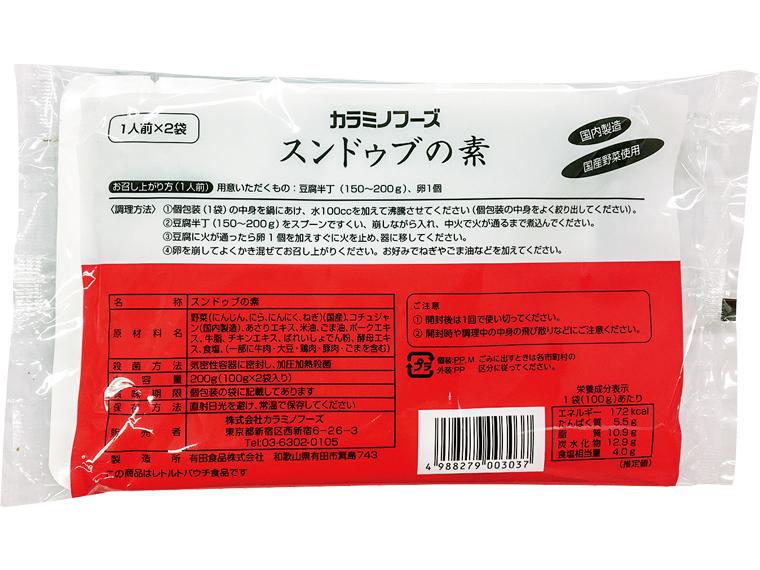 カラミノフーズ
1人前×2袋
スンドゥブの素
国内製造
国産野菜使用
お召し上がり方(1人前) 用意いただくもの:豆腐半丁(150~200g)、卵1個
〈調理方法〉①個包装(1袋)の中身を鍋にあけ、水100ccを加えて沸騰させてください(個包装の中身をよく絞り出してください)。
②豆腐半丁(150~200g)をスプーンですくい、崩しながら入れ、中火で火が通るまで煮込んでください。
③豆腐に火が通ったら卵1個を加えすぐに火を止め、器に移してください。
④卵を崩してよくかき混ぜてお召し上がりください。お好みでねぎやごま油などを加えてください。
名称 スンドゥブの素
原材料名 野菜(にんじん、にら、にんにく、ねぎ)(国産)、コチュジャ
ン(国内製造)、あさりエキス、米油、ごま油、ポークエキ
ス、牛脂、チキンエキス、ばれいしょでん粉、酵母エキ
ス、食塩、(一部に牛肉・大豆・鶏肉・豚肉・ごまを含む)
殺菌方法 気密性容器に密封し、加圧加熱殺菌
内容量 200g(100g×2袋入り)
賞味期限 個包装の袋に記載してあります
保存方法 直射日光を避け、常温で保存してください
販売者 株式会社カラミノフーズ
東京都新宿区西新宿6-26-3
Tel:03-6302-0105
製造所 有田食品株式会社 和歌山県有田市箕島743
この商品はレトルトパウチ食品です
ご注意
① 開封後は1回で使い切ってください。
② 開封時や調理中の中身の飛び散りなどにご注意ください。
プラ
個装:PP,M ごみに出すときは各市町村の
外装:PP 区分に従ってください。
4 988279 003037
栄養成分表示
1袋(100g)あたり
エネルギー 172kcal
たんぱく質 5.5g
脂質 10.9g
炭水化物 12.9g
食塩相当量 4.0g
(推定値)